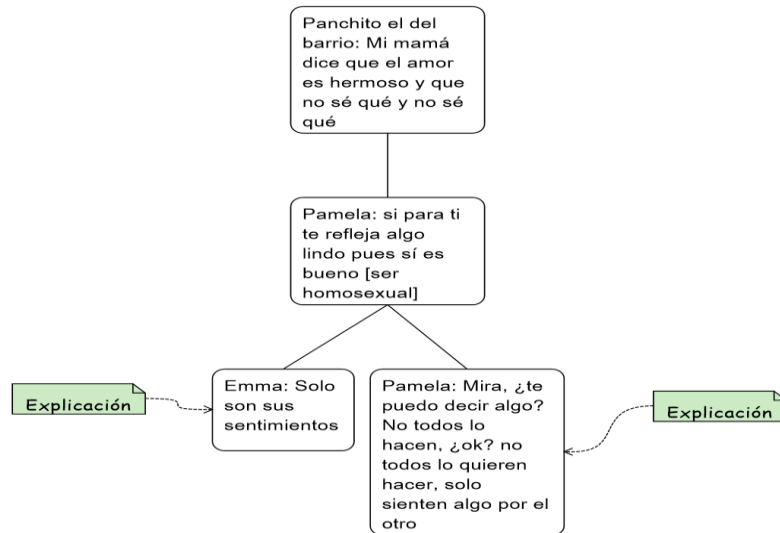 Panchito el del
barrio: Mi mamá
dice que el amor
es hermoso y que
no sé qué y no sé
qué
Pamela: si para ti
te refleja algo
lindo pues sí es
bueno [ser
homosexual]
Explicación
Emma: Solo
son sus
sentimientos
Pamela: Mira, ¿te
puedo decir algo?
No todos lo
hacen, ¿ok? no
todos lo quieren
hacer, solo
sienten algo por el
otro
Explicación